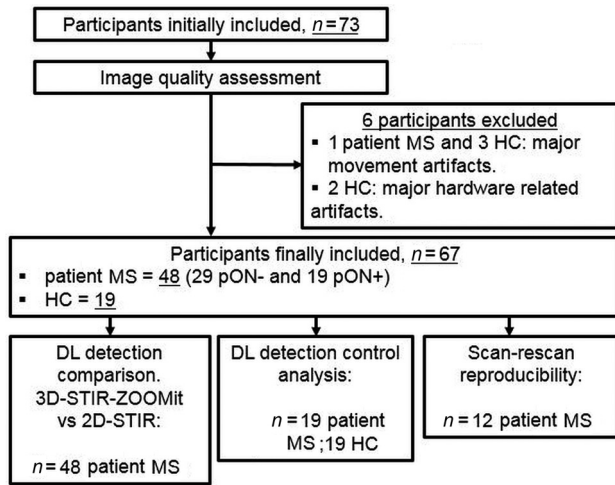 Participants initially included, n=73
Image quality assessment
6 participants excluded
▪ 1 patient MS and 3 HC: major
movement artifacts.
▪ 2 HC: major hardware related
artifacts.
Participants finally included, n=67
▪ patient MS = 48 (29 pON- and 19 pON+)
▪ HC = 19
DL detection
comparison.
3D-STIR-ZOOMit
vs 2D-STIR:
n=48 patient MS
DL detection control
analysis:
n=19 patient
MS ;19 HC
Scan-rescan
reproducibility:
n=12 patient MS